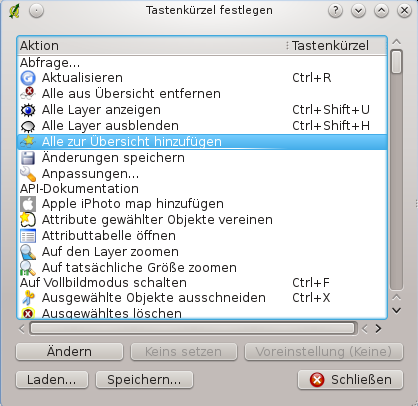 Tastenkürzel festlegen
Aktion Tastenkürzel
Abfrage...
Aktualisieren Ctrl+R
Alle aus Übersicht entfernen
Alle Layer anzeigen Ctrl+Shift+U
Alle Layer ausblenden Ctrl+Shift+H
Alle zur Übersicht hinzufügen
Änderungen speichern
Anpassungen...
API-Dokumentation
Apple iPhoto map hinzufügen
Attribute gewählter Objekte vereinen
Attributtabelle öffnen
Auf den Layer zoomen
Auf tatsächliche Größe zoomen
Auf Vollbildmodus schalten Ctrl+F
Ausgewählte Objekte ausschneiden Ctrl+X
Ausgewähltes löschen
Ändern Keins setzen Voreinstellung (Keine)
Laden... Speichern... Schließen